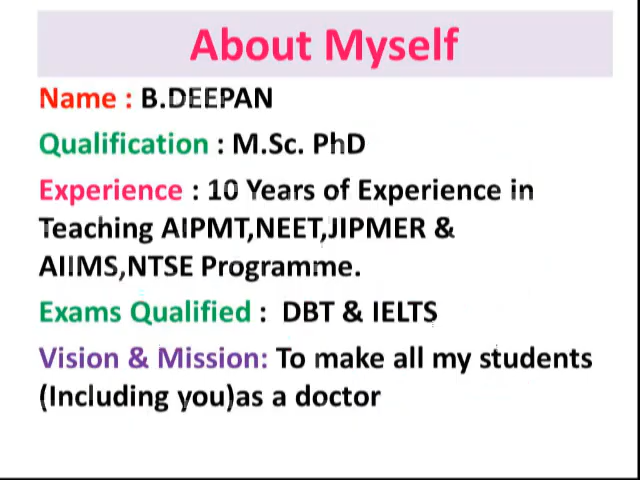 About Myself
Name : B.DEEPAN
Qualification : M.Sc. PhD
Experience : 10 Years of Experience in
Teaching AIPMT,NEET,JIPMER &
AIIMS,NTSE Programme.
Exams Qualified :  DBT & IELTS
Vision & Mission: To make all my students
(Including you)as a doctor